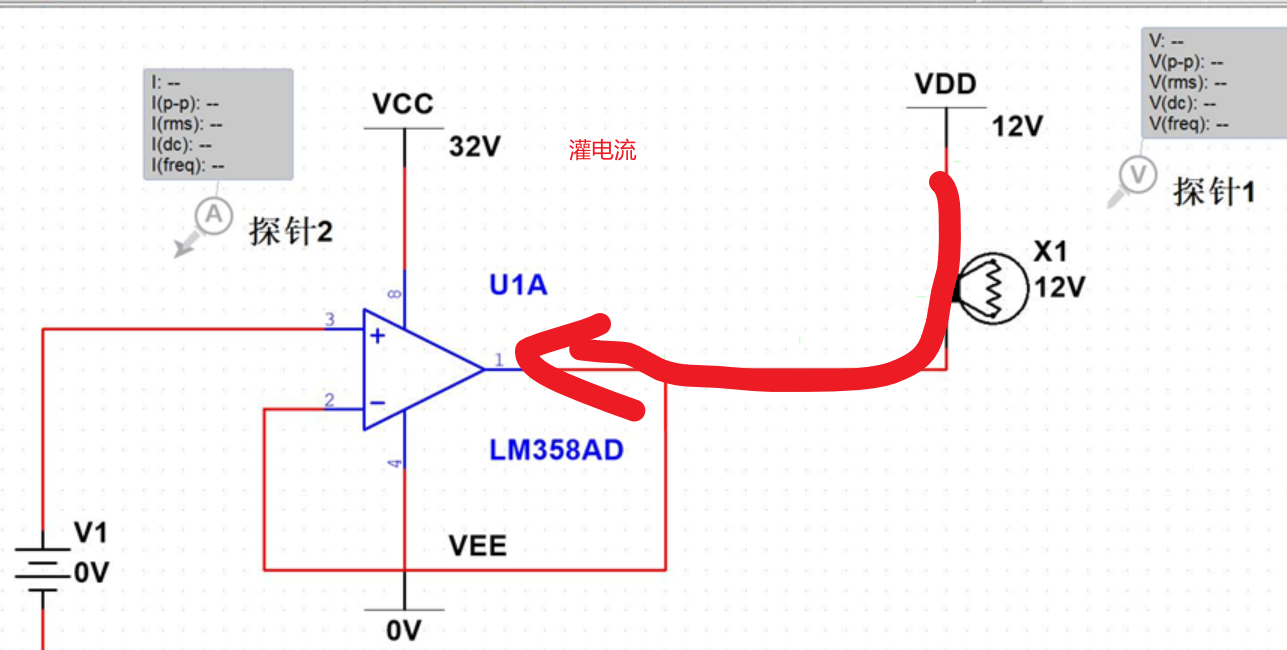 I: --
I(p-p): --
I(rms): --
I(dc): --
I(freq): --
A
探针2
VCC
32V
灌电流
VDD
12V
V: --
V(p-p): --
V(rms): --
V(dc): --
V(freq): --
V
探针1
X1
12V
U1A
8
3
+
1
2
−
4
LM358AD
V1
0V
VEE
0V